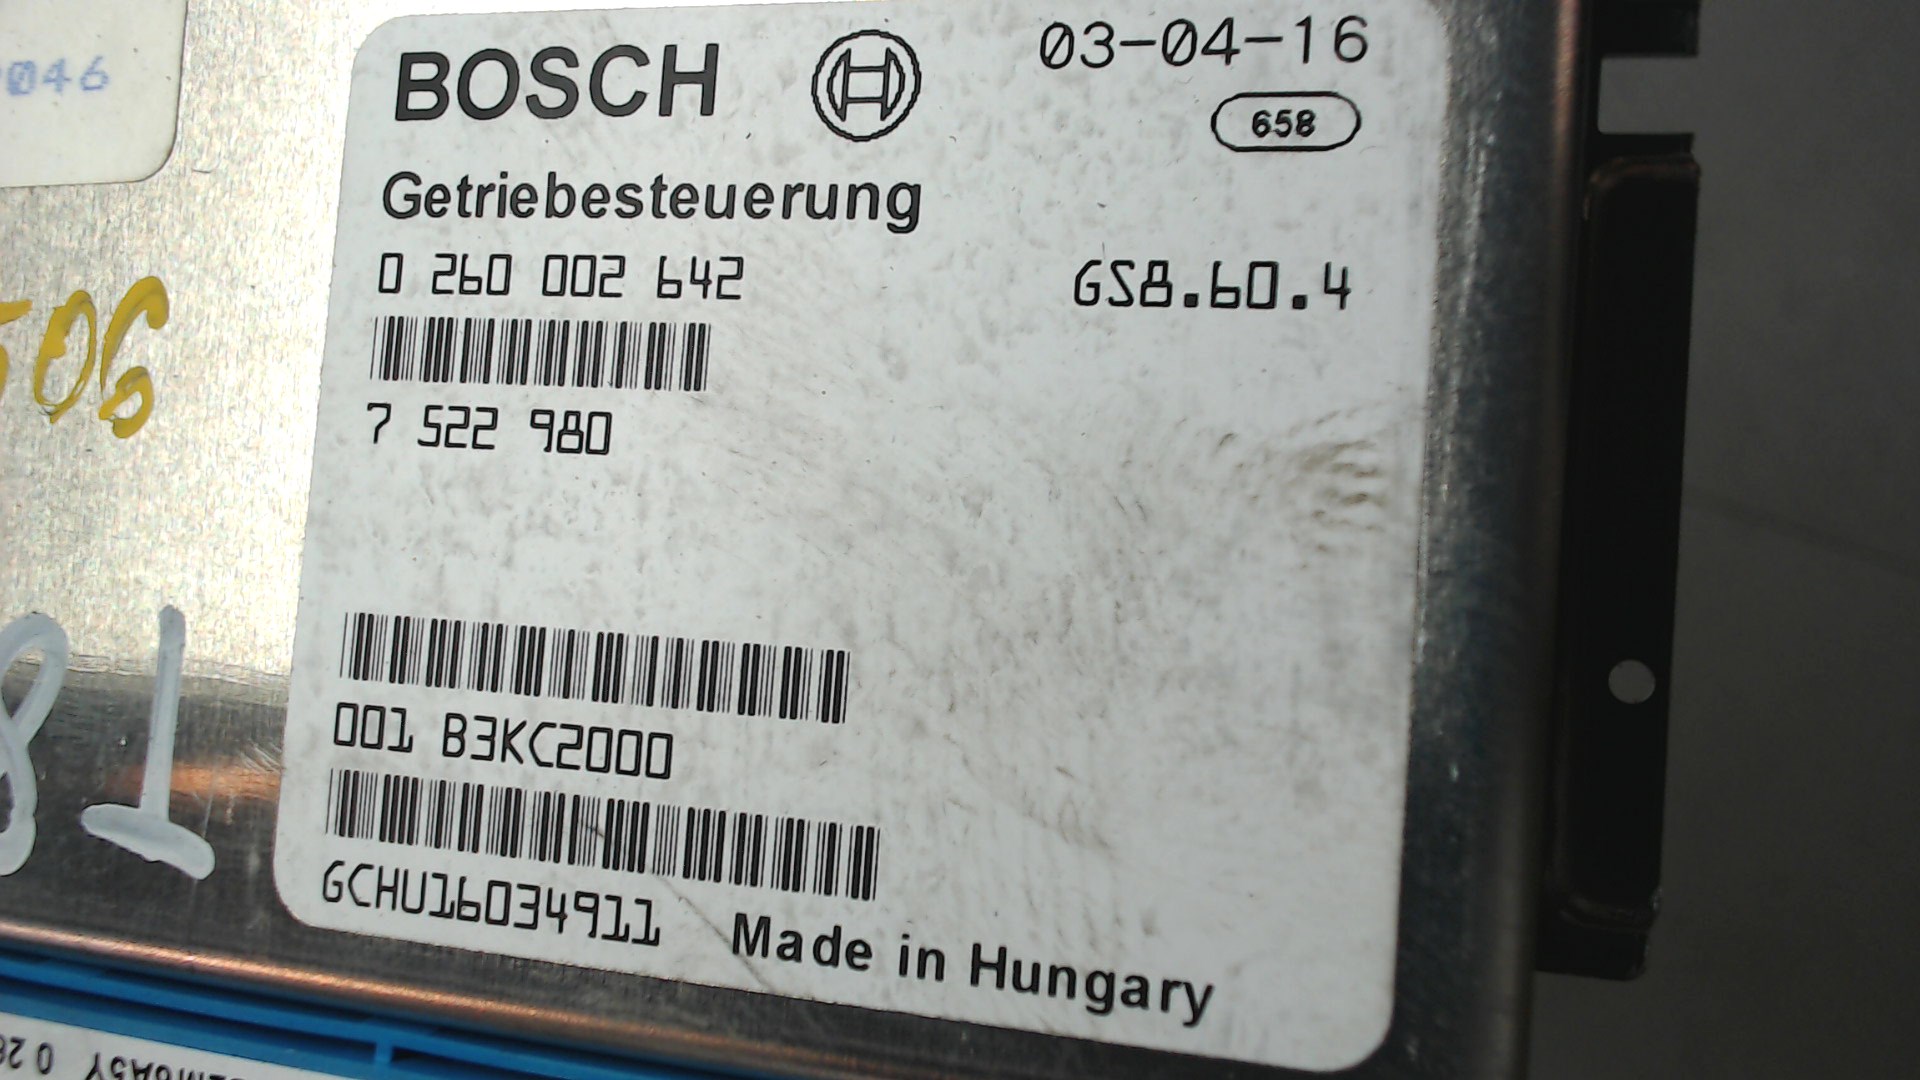 046
BOSCH 03-04-16
658
Getriebesteuerung
0 260 002 642 GS8.60.4
7 522 980
506
001 B3KC2000
81
GCHU16034911 Made in Hungary